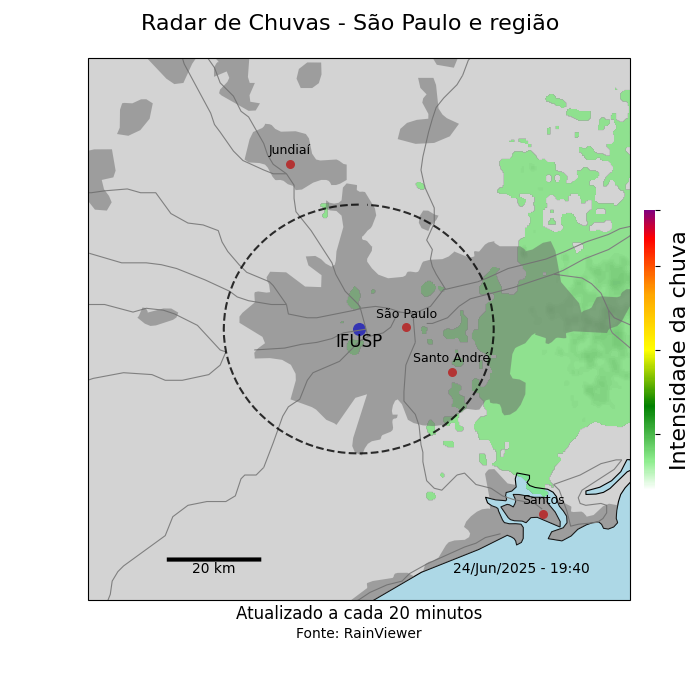 Radar de Chuvas - São Paulo e região
Jundiaí
São Paulo
IFUSP
Santo André
Santos
20 km
24/Jun/2025 - 19:40
Intensidade da chuva
Atualizado a cada 20 minutos
Fonte: RainViewer